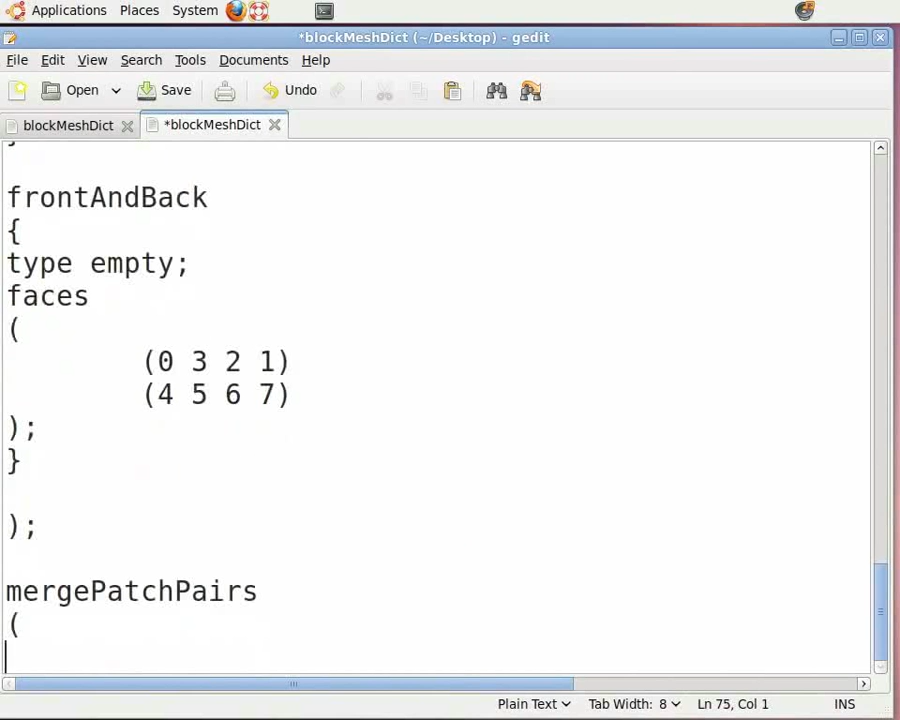 Applications Places System
*blockMeshDict (~/Desktop) - gedit
File Edit View Search Tools Documents Help
Open Save Undo
blockMeshDict *blockMeshDict
}
frontAndBack
{
type empty;
faces
(
(0 3 2 1)
(4 5 6 7)
);
}
);
mergePatchPairs
(
Plain Text Tab Width: 8 Ln 75, Col 1 INS